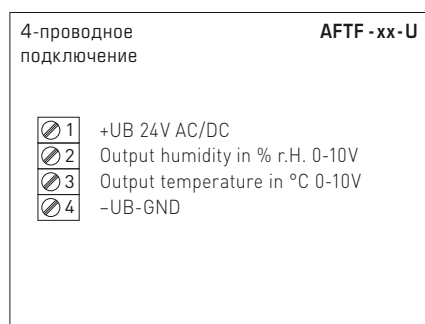 4-проводное AFTF - xx - U
подключение
1 +UB 24V AC/DC
2 Output humidity in % r.H. 0-10V
3 Output temperature in °C 0-10V
4 –UB-GND